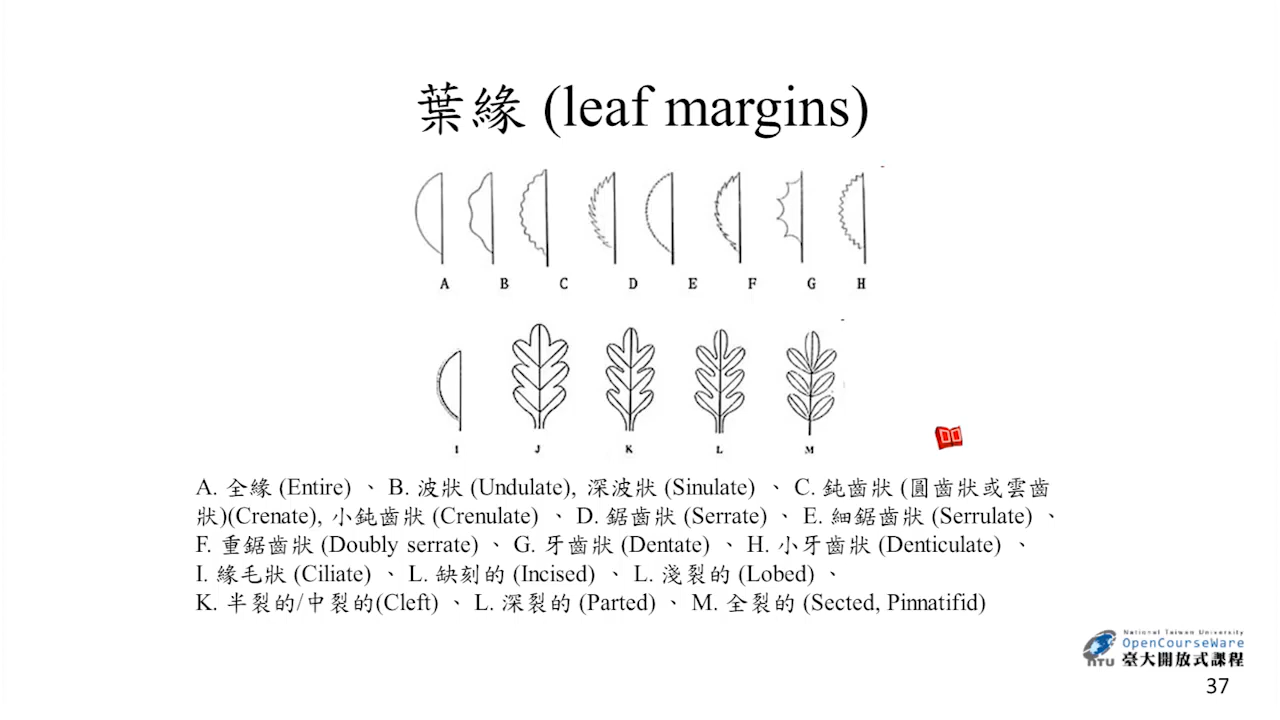 葉緣 (leaf margins)
A B C D E F G H
I J K L M
A. 全緣 (Entire) 、 B. 波狀 (Undulate), 深波狀 (Sinulate) 、 C. 鈍齒狀 (圓齒狀或雲齒
狀)(Crenate), 小鈍齒狀 (Crenulate) 、 D. 鋸齒狀 (Serrate) 、 E. 細鋸齒狀 (Serrulate) 、
F. 重鋸齒狀 (Doubly serrate) 、 G. 牙齒狀 (Dentate) 、 H. 小牙齒狀 (Denticulate) 、
I. 緣毛狀 (Ciliate) 、 L. 缺刻的 (Incised) 、 L. 淺裂的 (Lobed) 、
K. 半裂的/中裂的(Cleft) 、 L. 深裂的 (Parted) 、 M. 全裂的 (Sected, Pinnatifid)
National Taiwan University
OpenCourseWare
NTU 臺大開放式課程
37